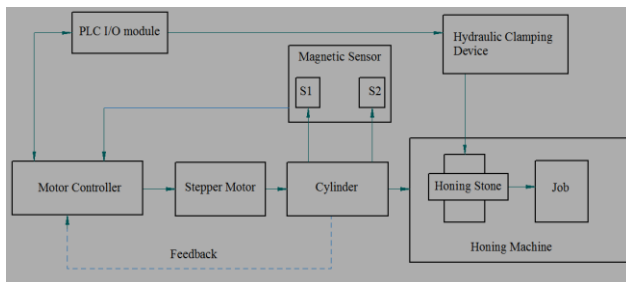 PLC I/O module
Hydraulic Clamping
Device
Magnetic Sensor
S1
S2
Motor Controller
Stepper Motor
Cylinder
Honing Stone
Job
Honing Machine
Feedback